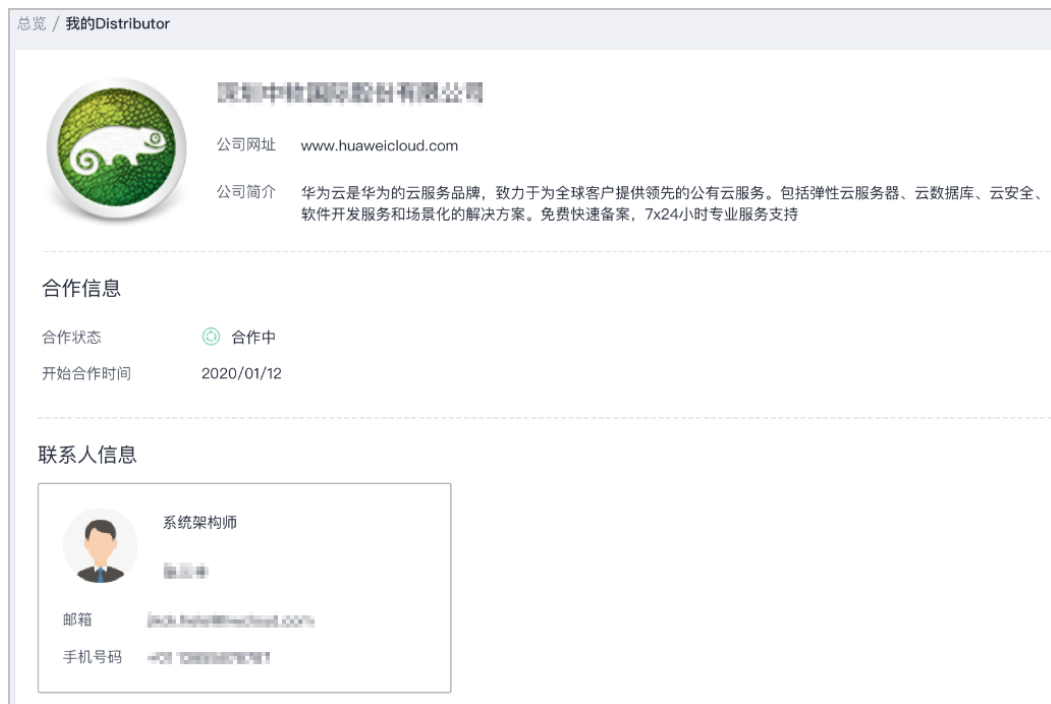 总览 / 我的Distributor
公司网址 www.huaweicloud.com
公司简介 华为云是华为的云服务品牌，致力于为全球客户提供领先的公有云服务。包括弹性云服务器、云数据库、云安全、
软件开发服务和场景化的解决方案。免费快速备案，7x24小时专业服务支持
合作信息
合作状态 合作中
开始合作时间 2020/01/12
联系人信息
系统架构师
邮箱
手机号码